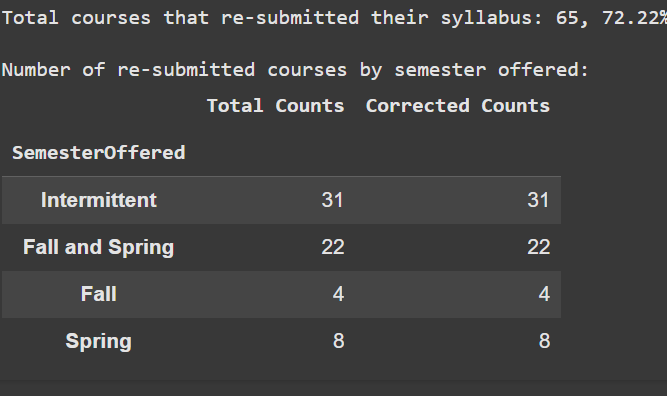 Total courses that re-submitted their syllabus: 65, 72.22%
Number of re-submitted courses by semester offered:
Total Counts Corrected Counts
SemesterOffered
Intermittent 31 31
Fall and Spring 22 22
Fall 4 4
Spring 8 8